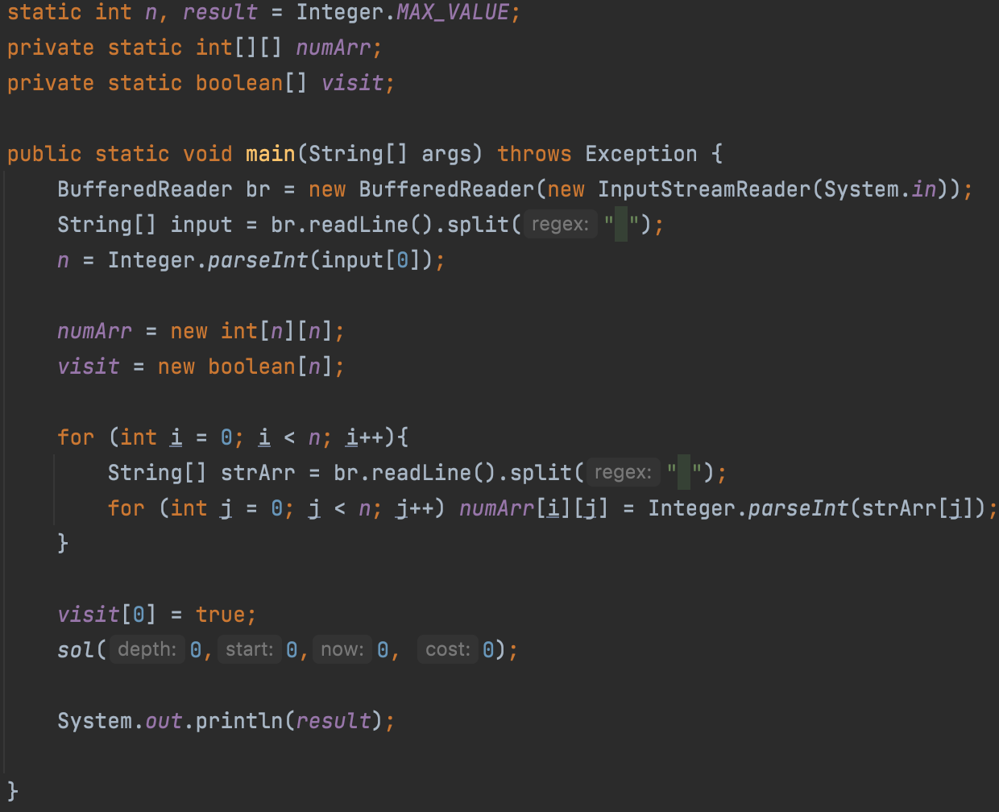 static int n, result = Integer.MAX_VALUE;
private static int[][] numArr;
private static boolean[] visit;
public static void main(String[] args) throws Exception {
BufferedReader br = new BufferedReader(new InputStreamReader(System.in));
String[] input = br.readLine().split( regex: " ");
n = Integer.parseInt(input[0]);
numArr = new int[n][n];
visit = new boolean[n];
for (int i = 0; i < n; i++){
String[] strArr = br.readLine().split( regex: " ");
for (int j = 0; j < n; j++) numArr[i][j] = Integer.parseInt(strArr[j]);
}
visit[0] = true;
sol( depth: 0, start: 0, now: 0, cost: 0);
System.out.println(result);
}